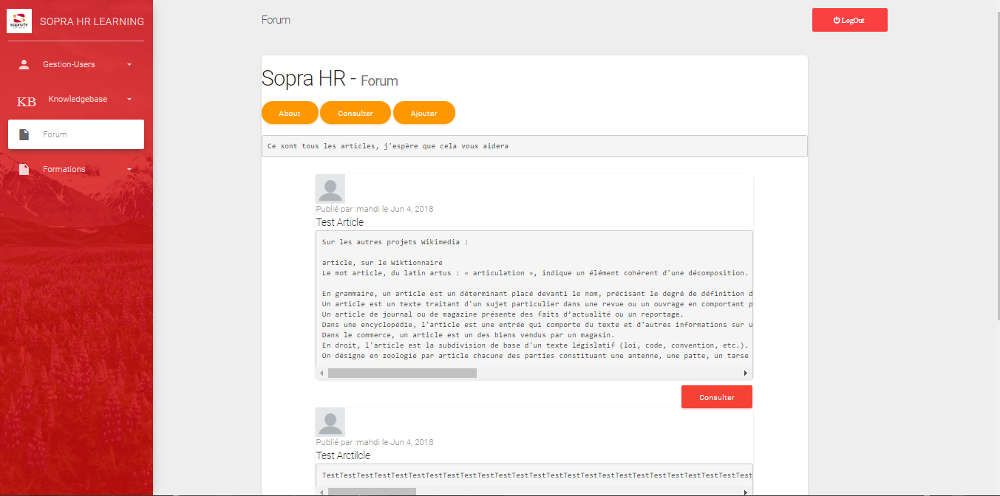 sopra hr
SOPRA HR LEARNING
Gestion-Users
KB Knowledgebase
Forum
Formations
Forum
LogOut
Sopra HR - Forum
About
Consulter
Ajouter
Ce sont tous les articles, j'espère que cela vous aidera
Publié par :mahdi le Jun 4, 2018
Test Article
Sur les autres projets Wikimedia :
article, sur le Wiktionnaire
Le mot article, du latin artus : « articulation », indique un élément cohérent d'une décomposition.
En grammaire, un article est un déterminant placé devant1 le nom, précisant le degré de définition d
Un article est un texte traitant d'un sujet particulier dans une revue ou un ouvrage en comportant p
Un article de journal ou de magazine présente des faits d’actualité ou un reportage.
Dans une encyclopédie, l'article est une entrée qui comporte du texte et d'autres informations sur u
Dans le commerce, un article est un des biens vendus par un magasin.
En droit, l'article est la subdivision de base d'un texte législatif (loi, code, convention, etc.).
On désigne en zoologie par article chacune des parties constituant une antenne, une patte, un tarse
Consulter
Publié par :mahdi le Jun 4, 2018
Test Arctilcle
TestTestTestTestTestTestTestTestTestTestTestTestTestTestTestTestTestTestTestTestTestTestTestTestTest